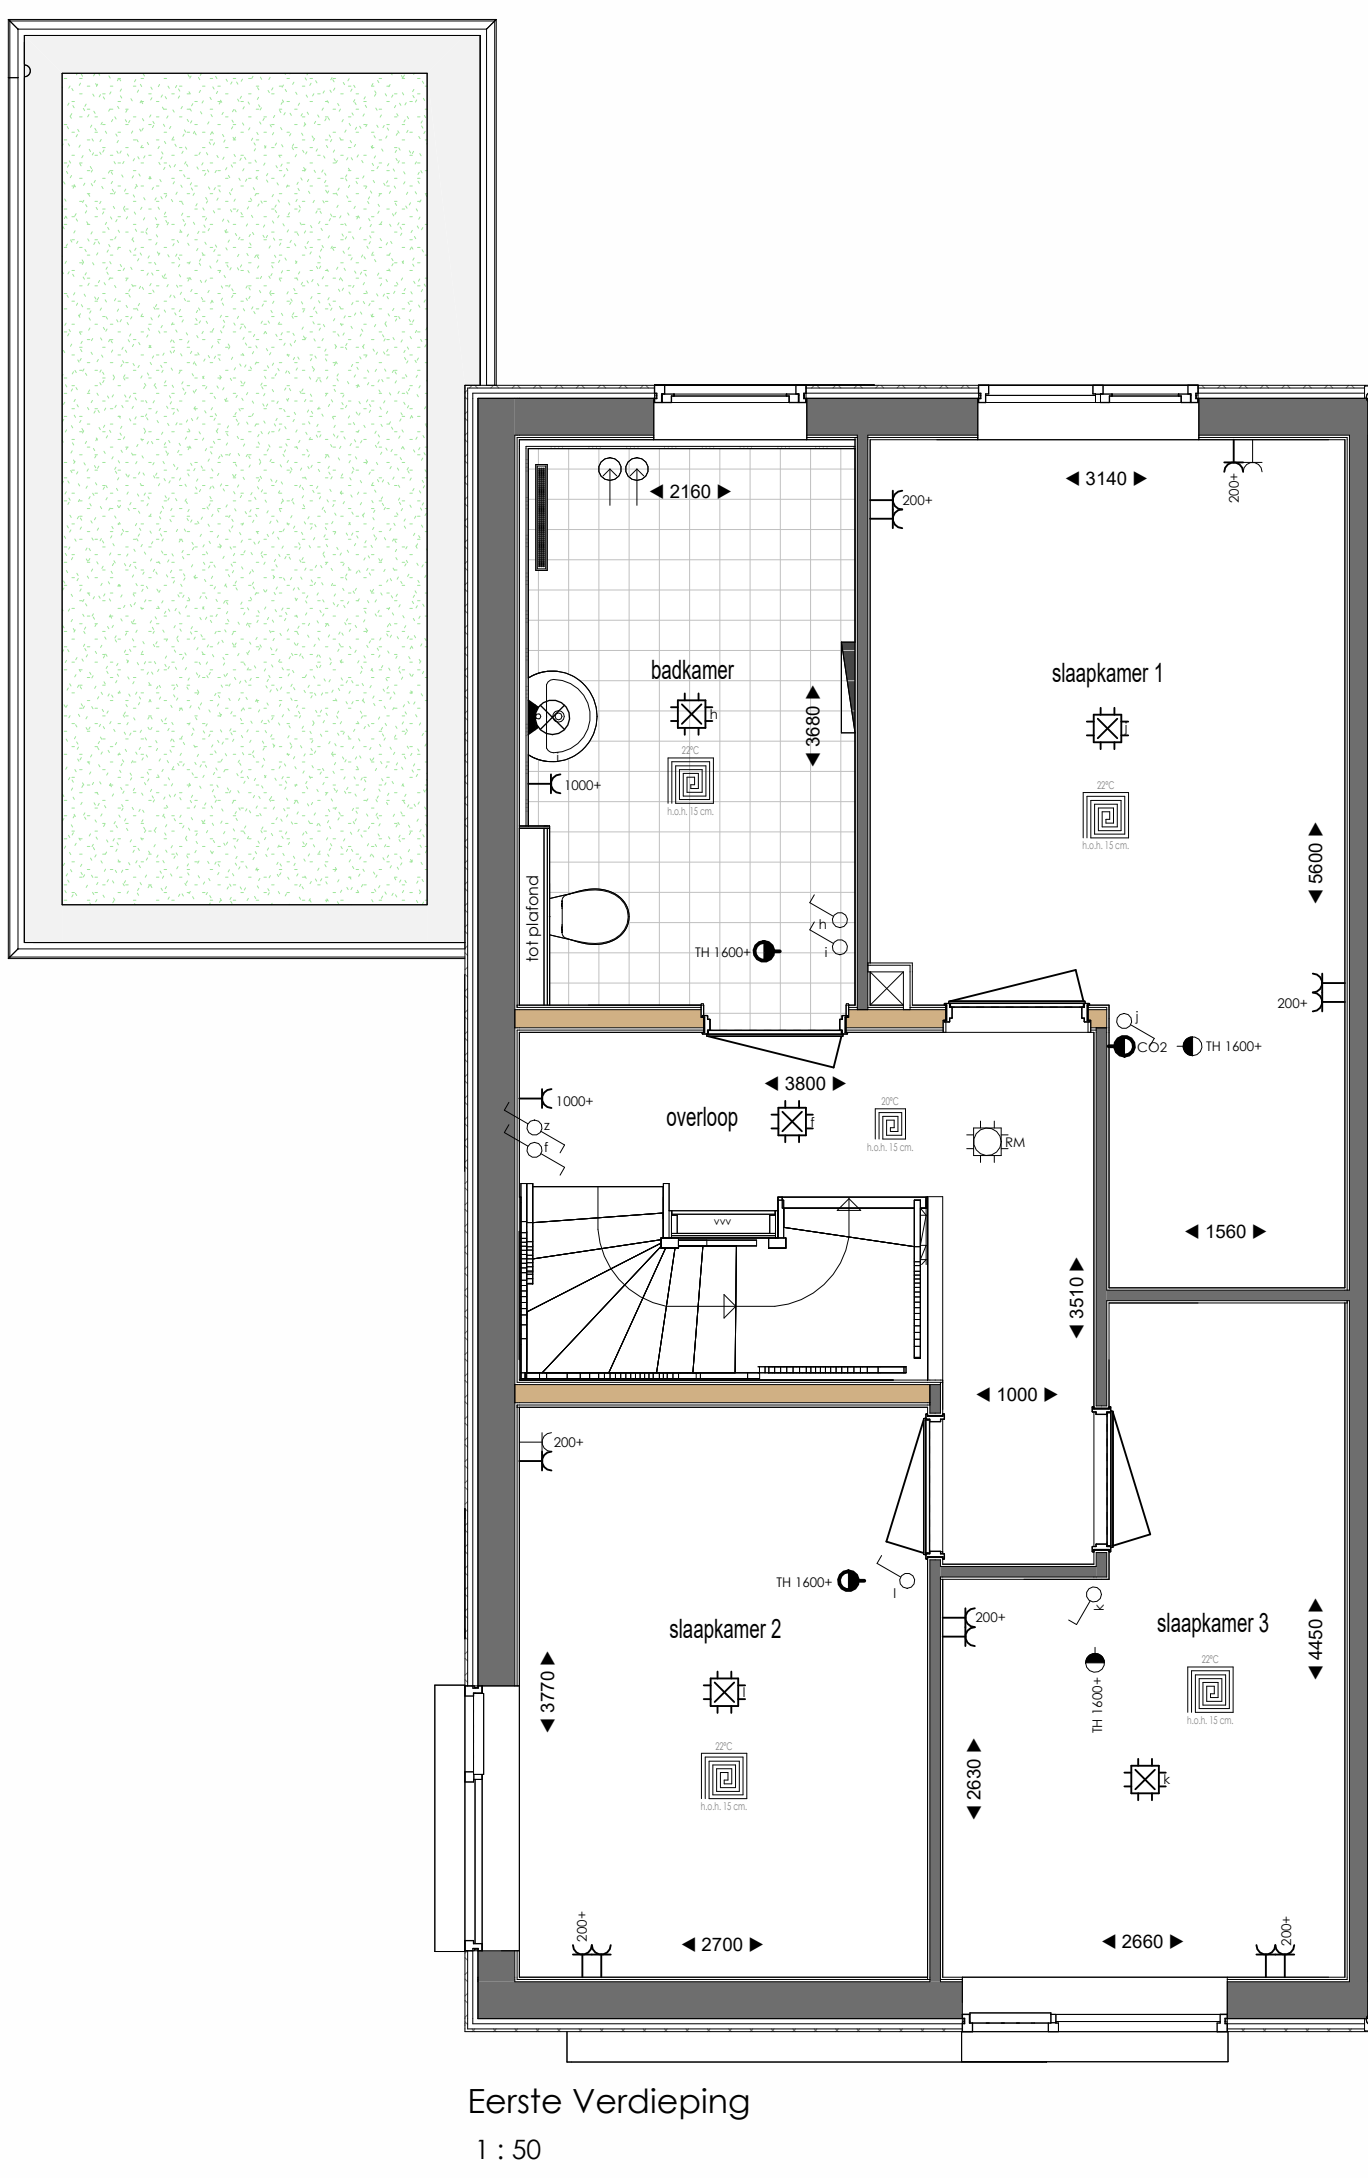 2160
3140
200+
200+
badkamer
slaapkamer 1
h
j
3680
22°C
h.o.h. 15 cm.
22°C
h.o.h. 15 cm.
1000+
5600
tot plafond
h
i
TH 1600+
200+
j
CO2
TH 1600+
3800
1000+
overloop
f
20°C
h.o.h. 15 cm.
RM
z
f
vvv
1560
3510
1000
200+
TH 1600+
l
k
200+
slaapkamer 2
slaapkamer 3
4450
3770
l
22°C
h.o.h. 15 cm.
TH 1600+
22°C
h.o.h. 15 cm.
2630
k
200+
2700
2660
200+
Eerste Verdieping
1 : 50